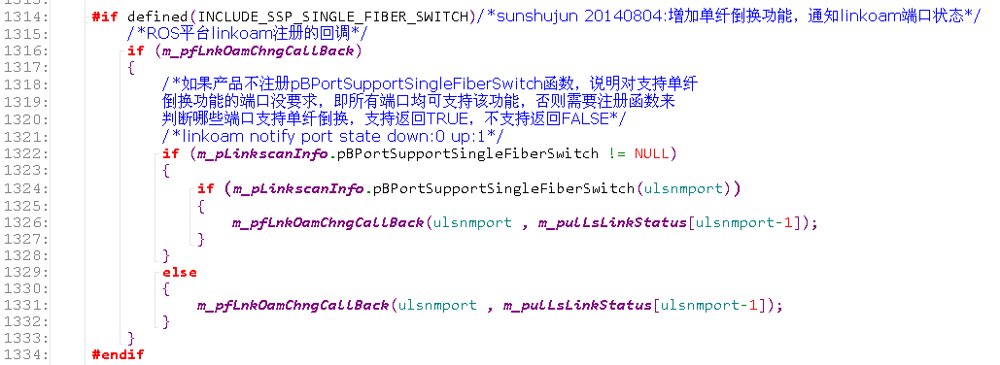 1314: #if defined(INCLUDE_SSP_SINGLE_FIBER_SWITCH)/*sunshujun 20140804:增加单纤倒换功能，通知linkoam端口状态*/
1315: /*ROS平台linkoam注册的回调*/
1316: if (m_pfLnkOamChngCallBack)
1317: {
1318: /*如果产品不注册pBPortSupportSingleFiberSwitch函数，说明对支持单纤
1319: 倒换功能的端口没要求，即所有端口均可支持该功能，否则需要注册函数来
1320: 判断哪些端口支持单纤倒换，支持返回TRUE，不支持返回FALSE*/
1321: /*linkoam notify port state down:0 up:1*/
1322: if (m_pLinkscanInfo.pBPortSupportSingleFiberSwitch != NULL)
1323: {
1324: if (m_pLinkscanInfo.pBPortSupportSingleFiberSwitch(ulsnmport))
1325: {
1326: m_pfLnkOamChngCallBack(ulsnmport , m_pulLsLinkStatus[ulsnmport-1]);
1327: }
1328: }
1329: else
1330: {
1331: m_pfLnkOamChngCallBack(ulsnmport , m_pulLsLinkStatus[ulsnmport-1]);
1332: }
1333: }
1334: #endif